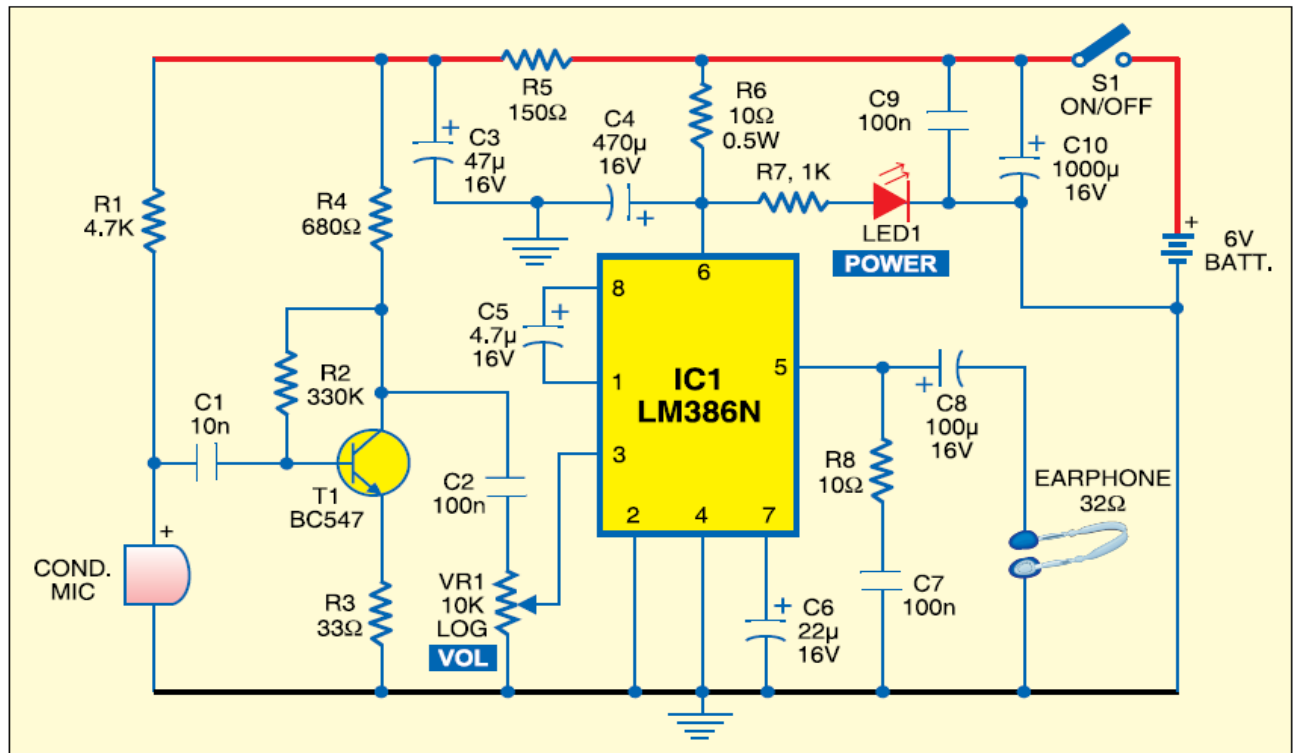 R5
150Ω
R6
10Ω
0.5W
C9
100n
S1
ON/OFF
+
C3
47µ
16V
C4
470µ
16V
+
+
C10
1000µ
16V
R1
4.7K
R4
680Ω
R7, 1K
LED1
POWER
+
6V
BATT.
C5
4.7µ
16V
+
8
6
1
3
5
2
4
7
IC1
LM386N
R2
330K
C1
10n
T1
BC547
C2
100n
+
C8
100µ
16V
R8
10Ω
EARPHONE
32Ω
COND.
MIC
+
R3
33Ω
VR1
10K
LOG
VOL
+
C6
22µ
16V
C7
100n